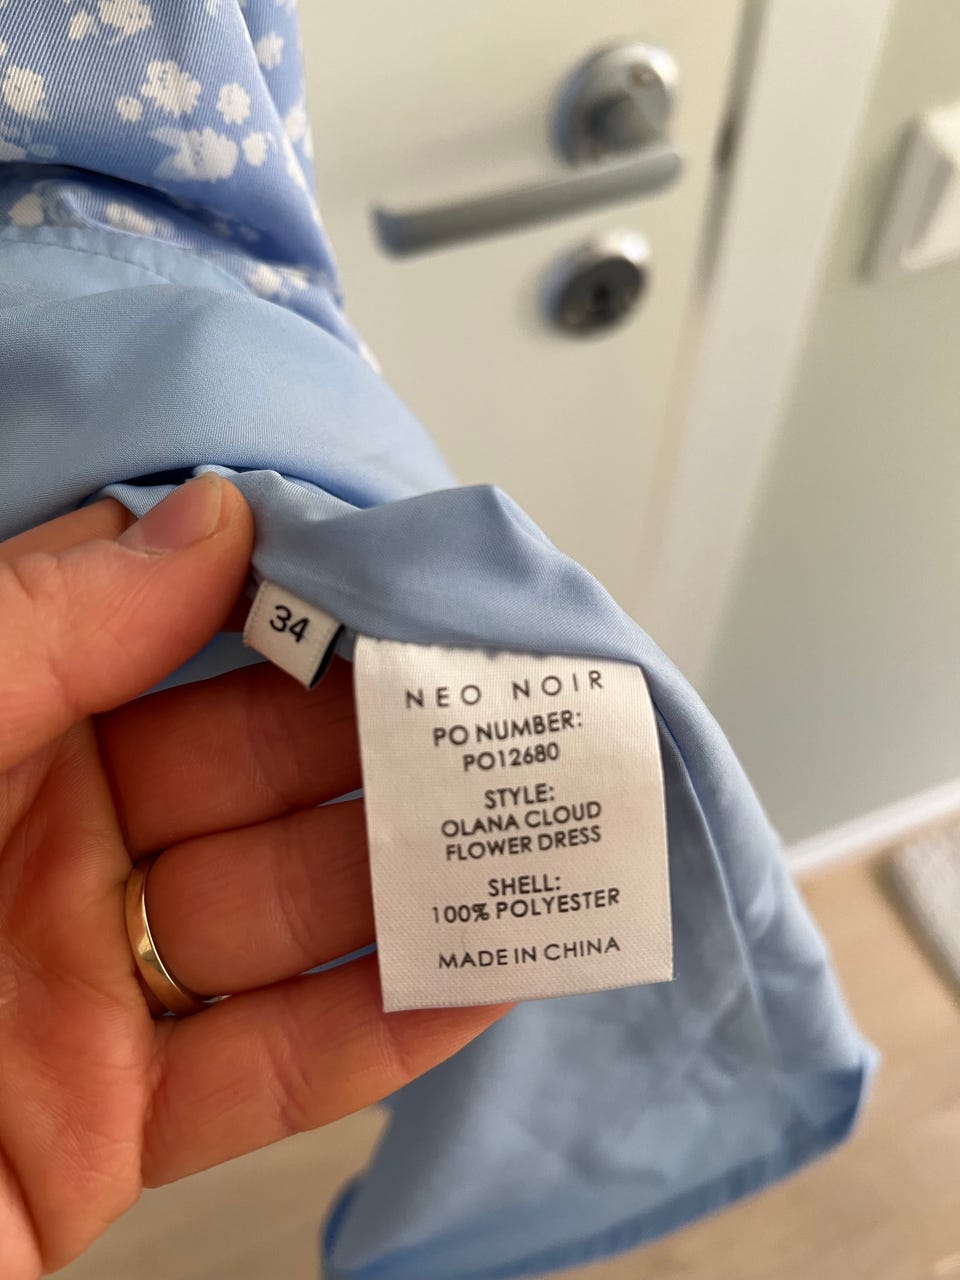 34
NEO NOIR
PO NUMBER:
PO12680
STYLE:
OLANA CLOUD
FLOWER DRESS
SHELL:
100% POLYESTER
MADE IN CHINA